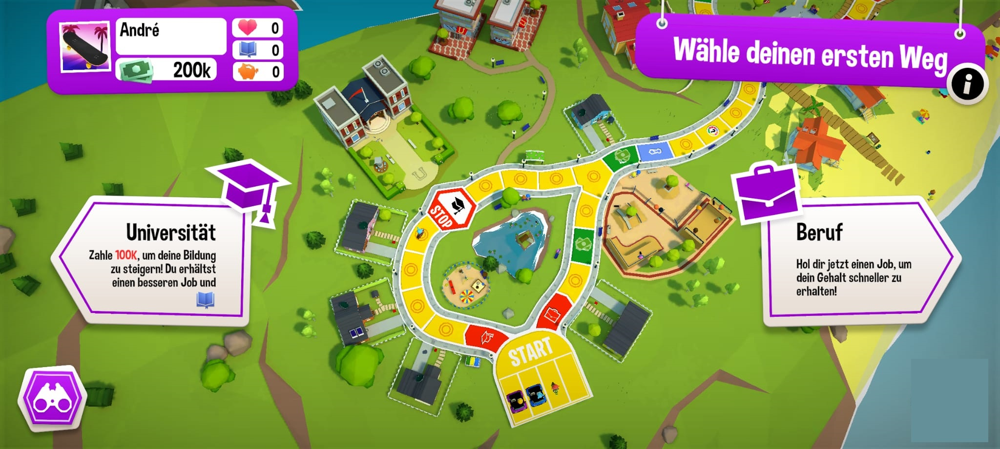 André
0
0
200k
0
Wähle deinen ersten Weg
i
Universität
Zahle 100K, um deine Bildung
zu steigern! Du erhältst
einen besseren Job und
Beruf
Hol dir jetzt einen Job, um
dein Gehalt schneller zu
erhalten!
STOP
U
?
START